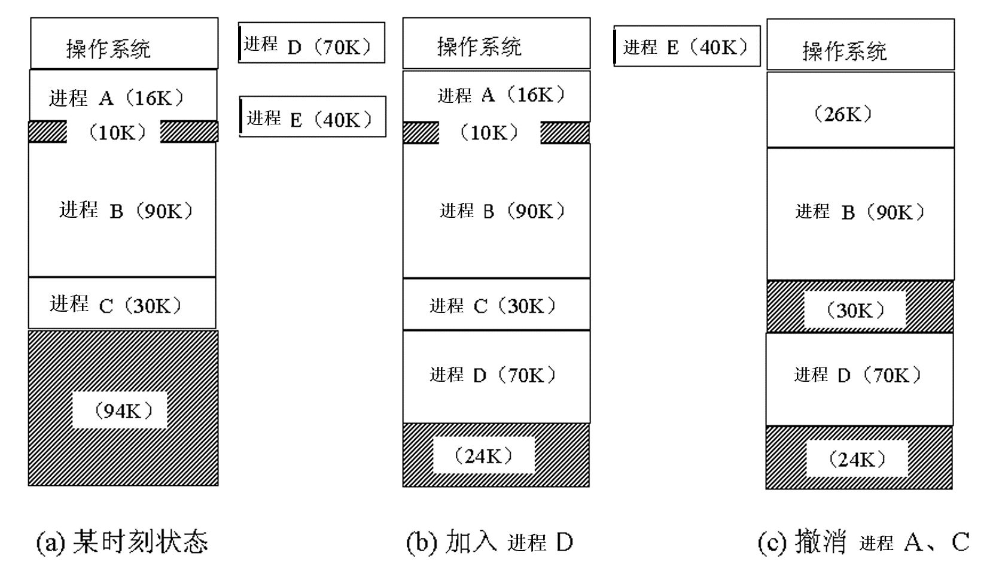 操作系统
进程 A（16K）
（10K）
进程 B（90K）
进程 C（30K）
（94K）
(a) 某时刻状态
进程 D（70K）
进程 E（40K）
操作系统
进程 A（16K）
（10K）
进程 B（90K）
进程 C（30K）
进程 D（70K）
（24K）
(b) 加入 进程 D
进程 E（40K）
操作系统
（26K）
进程 B（90K）
（30K）
进程 D（70K）
（24K）
(c) 撤消 进程 A、C